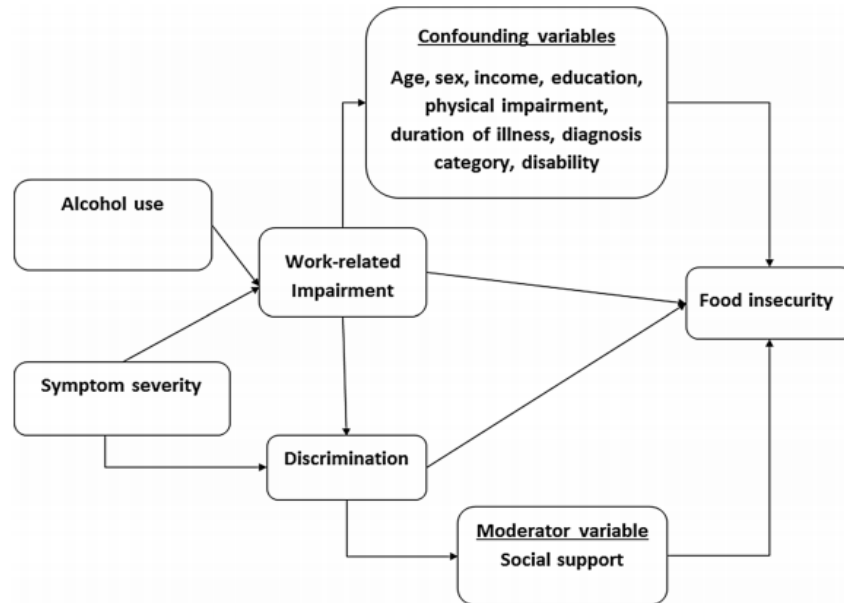 Confounding variables
Age, sex, income, education,
physical impairment,
duration of illness, diagnosis
category, disability
Alcohol use
Work-related
Impairment
Food insecurity
Symptom severity
Discrimination
Moderator variable
Social support